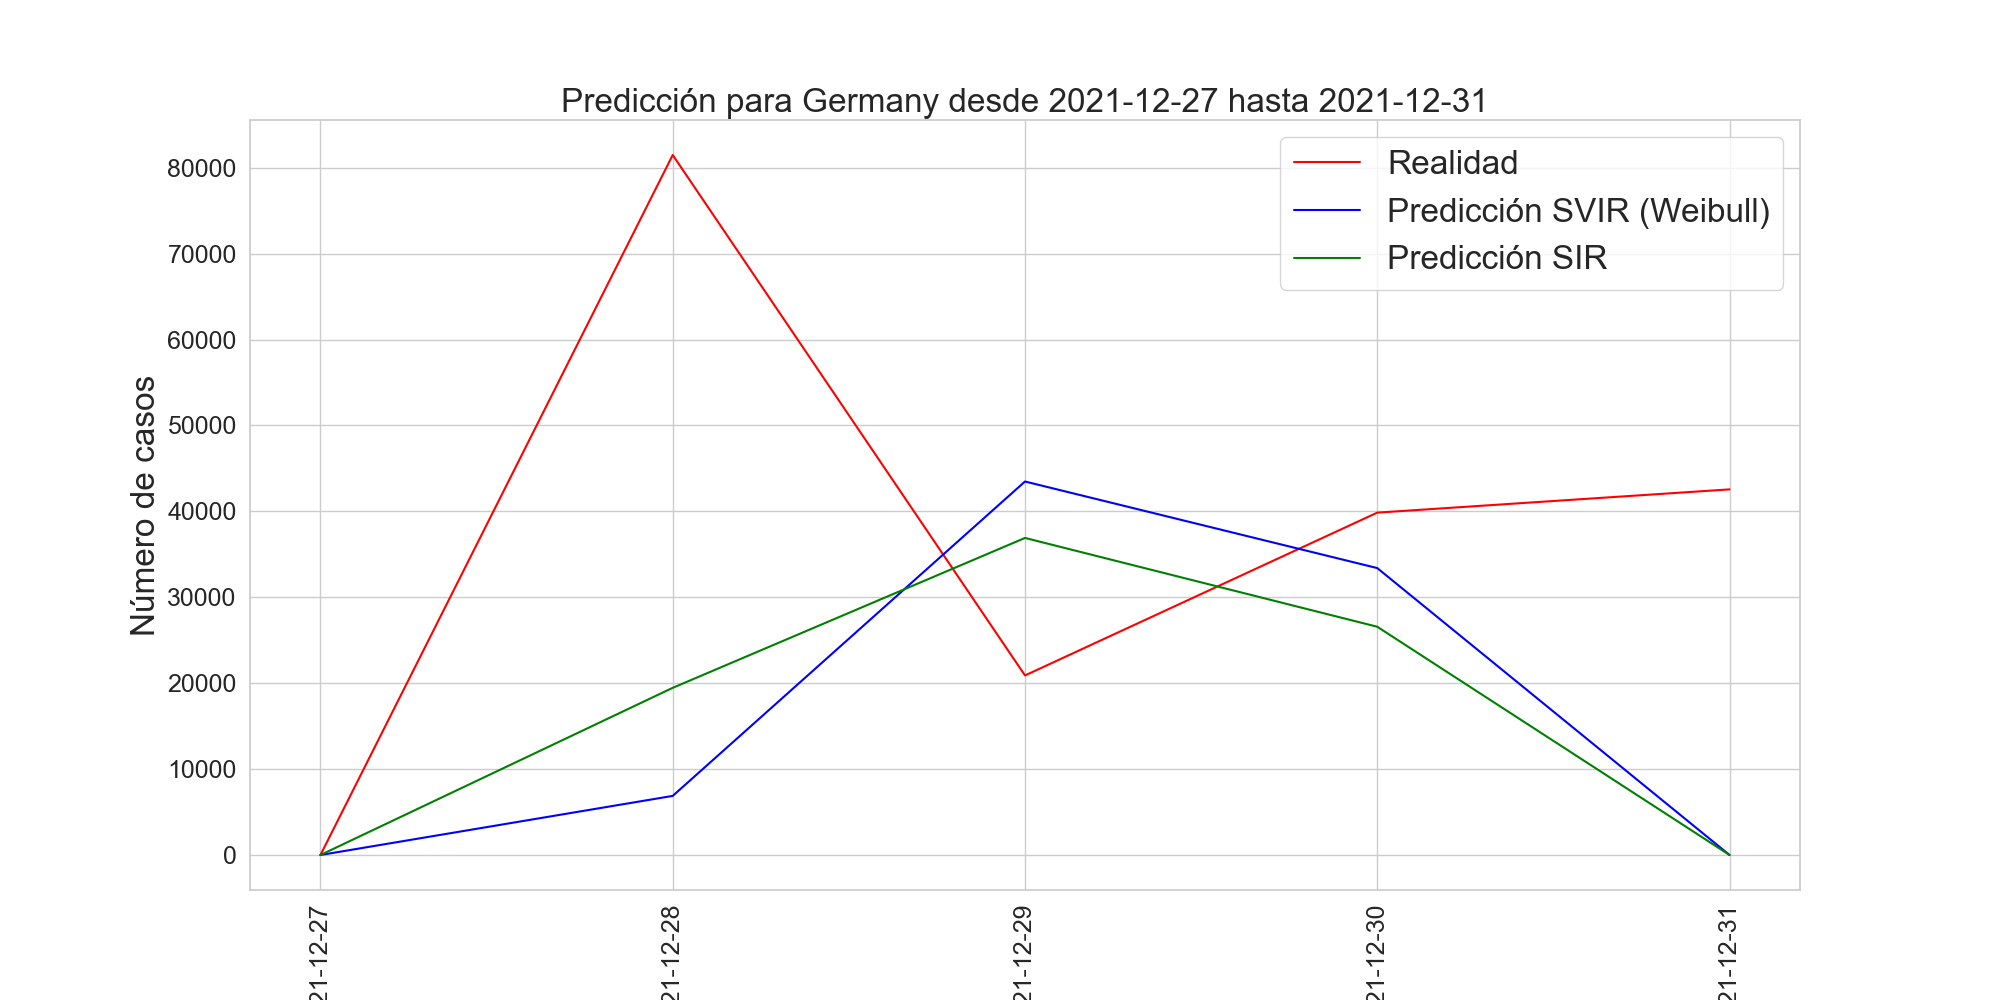 Predicción para Germany desde 2021-12-27 hasta 2021-12-31
Realidad
Predicción SVIR (Weibull)
Predicción SIR
Número de casos
80000
70000
60000
50000
40000
30000
20000
10000
0
21-12-27
21-12-28
21-12-29
21-12-30
21-12-31